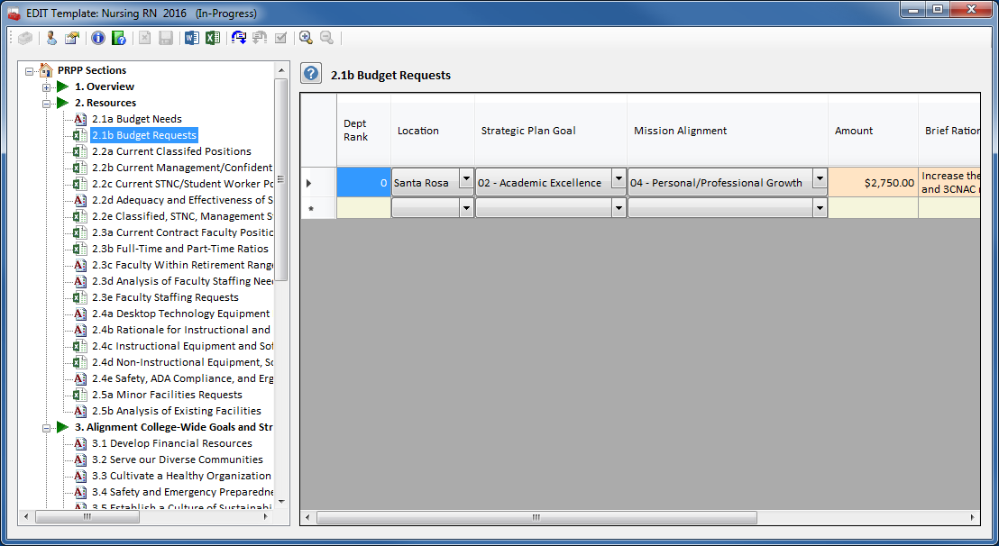 EDIT Template: Nursing RN  2016   (In-Progress)
PRPP Sections
1. Overview
2. Resources
2.1a Budget Needs
2.1b Budget Requests
2.2a Current Classifed Positions
2.2b Current Management/Confident
2.2c Current STNC/Student Worker Po
2.2d Adequacy and Effectiveness of S
2.2e Classified, STNC, Management S
2.3a Current Contract Faculty Positio
2.3b Full-Time and Part-Time Ratios
2.3c Faculty Within Retirement Range
2.3d Analysis of Faculty Staffing Nee
2.3e Faculty Staffing Requests
2.4a Desktop Technology Equipment
2.4b Rationale for Instructional and
2.4c Instructional Equipment and Sof
2.4d Non-Instructional Equipment, So
2.4e Safety, ADA Compliance, and Erg
2.5a Minor Facilities Requests
2.5b Analysis of Existing Facilities
3. Alignment College-Wide Goals and Str
3.1 Develop Financial Resources
3.2 Serve our Diverse Communities
3.3 Cultivate a Healthy Organization
3.4 Safety and Emergency Preparedne
3.5 Establish a Culture of Sustainabi
2.1b Budget Requests
Dept Rank Location Strategic Plan Goal Mission Alignment Amount Brief Ration
0 Santa Rosa 02 - Academic Excellence 04 - Personal/Professional Growth $2,750.00 Increase the
and 3CNAC